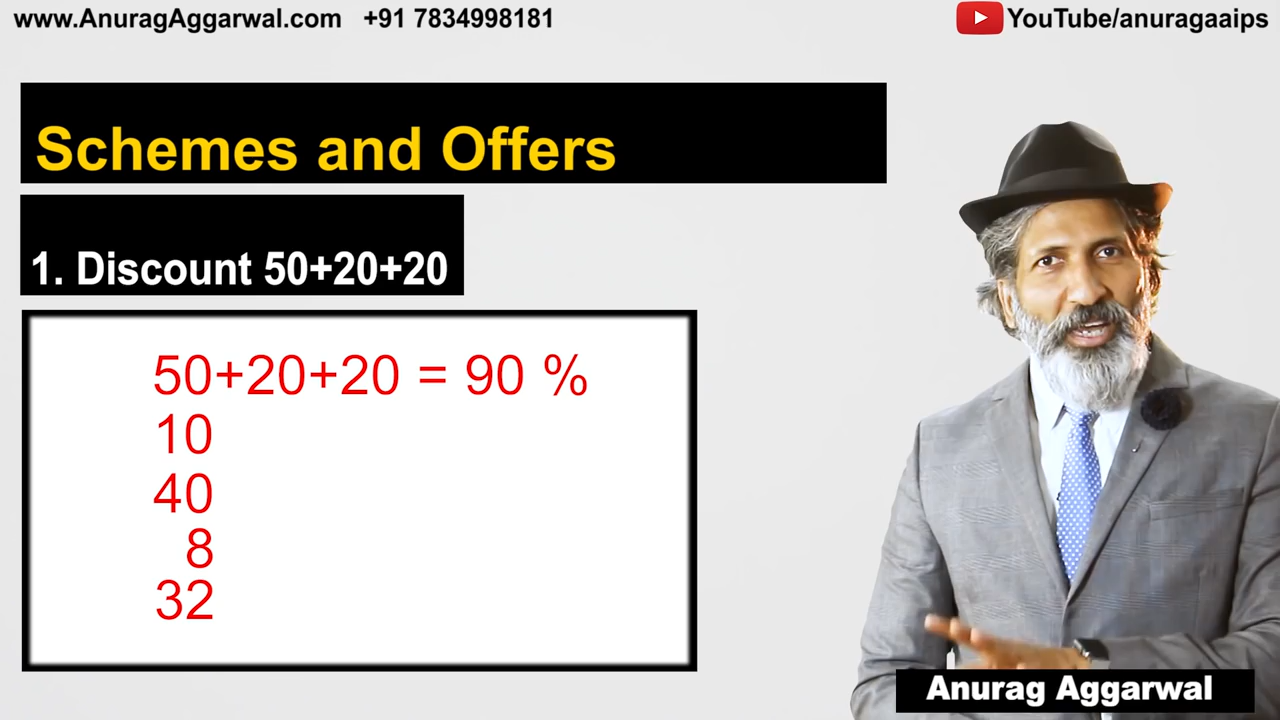 www.AnuragAggarwal.com +91 7834998181
YouTube/anuragaaips
Schemes and Offers
1. Discount 50+20+20
50+20+20 = 90 %
10
40
8
32
Anurag Aggarwal